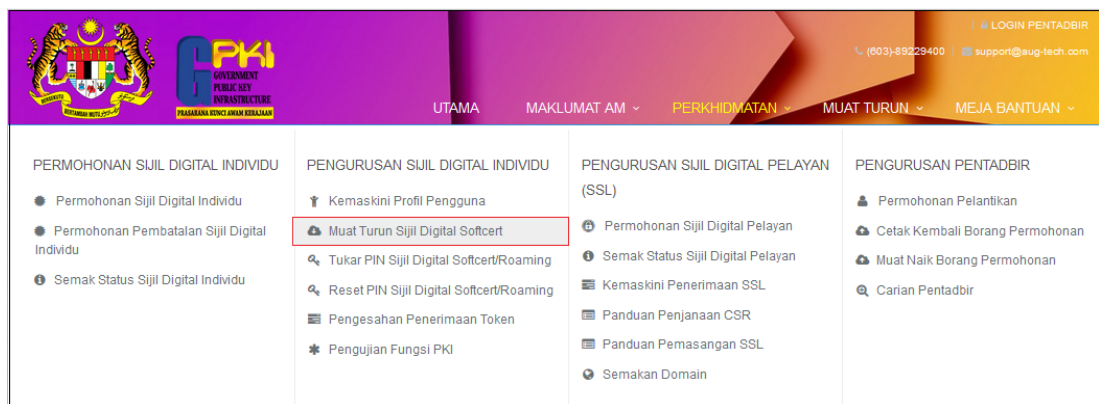 LOGIN PENTADBIR
(603)-89229400
support@aug-tech.com
GPKI
GOVERNMENT
PUBLIC KEY
INFRASTRUCTURE
PRASARANA KUNCI AWAM KERAJAAN
UTAMA MAKLUMAT AM PERKHIDMATAN MUAT TURUN MEJA BANTUAN
PERMOHONAN SIJIL DIGITAL INDIVIDU
Permohonan Sijil Digital Individu
Permohonan Pembatalan Sijil Digital
Individu
Semak Status Sijil Digital Individu
PENGURUSAN SIJIL DIGITAL INDIVIDU
Kemaskini Profil Pengguna
Muat Turun Sijil Digital Softcert
Tukar PIN Sijil Digital Softcert/Roaming
Reset PIN Sijil Digital Softcert/Roaming
Pengesahan Penerimaan Token
Pengujian Fungsi PKI
PENGURUSAN SIJIL DIGITAL PELAYAN
(SSL)
Permohonan Sijil Digital Pelayan
Semak Status Sijil Digital Pelayan
Kemaskini Penerimaan SSL
Panduan Penjanaan CSR
Panduan Pemasangan SSL
Semakan Domain
PENGURUSAN PENTADBIR
Permohonan Pelantikan
Cetak Kembali Borang Permohonan
Muat Naik Borang Permohonan
Carian Pentadbir